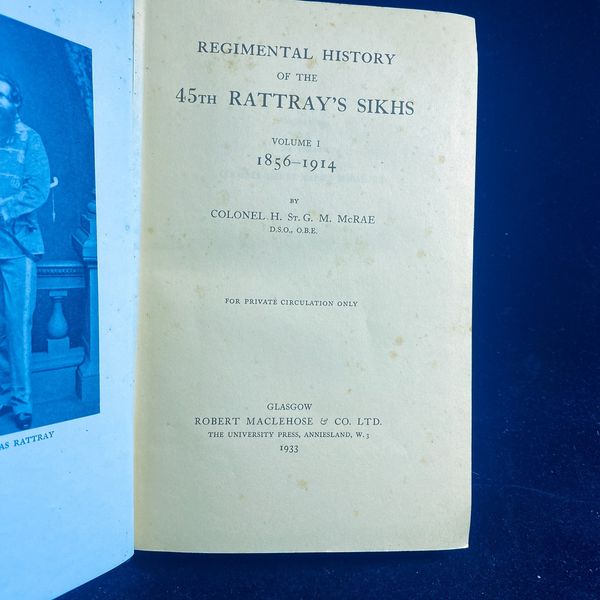 REGIMENTAL HISTORY
OF THE
45TH RATTRAY'S SIKHS
VOLUME I
1856–1914
BY
COLONEL H. ST. G. M. McRAE
D.S.O., O.B.E.
FOR PRIVATE CIRCULATION ONLY
GLASGOW
ROBERT MACLEHOSE & CO. LTD.
THE UNIVERSITY PRESS, ANNIESLAND, W.3
1933
AS RATTRAY